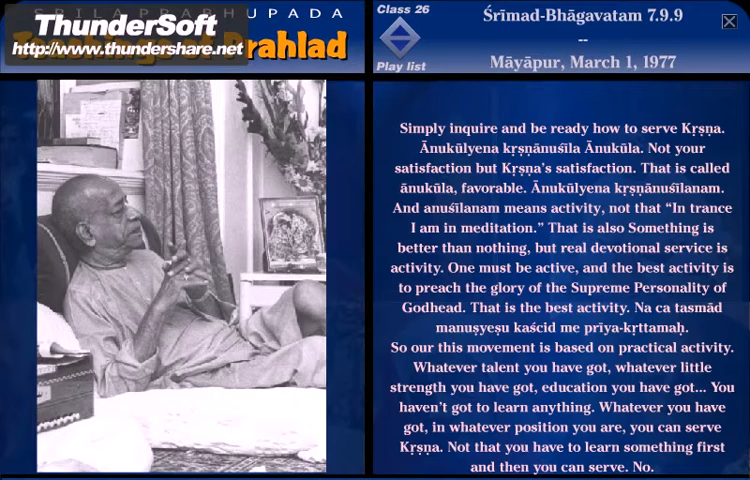 SRILA PRABHUPADA
ThunderSoft
http://www.thundershare.net
Teachings of Prahlad
Class 26
Play list
Śrīmad-Bhāgavatam 7.9.9
--
Māyāpur, March 1, 1977
Simply inquire and be ready how to serve Kṛṣṇa.
Ānukūlyena kṛṣṇānuśīla Ānukūla. Not your
satisfaction but Kṛṣṇa's satisfaction. That is called
ānukūla, favorable. Ānukūlyena kṛṣṇānuśīlanam.
And anuśīlanam means activity, not that “In trance
I am in meditation.” That is also Something is
better than nothing, but real devotional service is
activity. One must be active, and the best activity is
to preach the glory of the Supreme Personality of
Godhead. That is the best activity. Na ca tasmād
manuṣyeṣu kaścid me prīya-kṛttamaḥ.
So our this movement is based on practical activity.
Whatever talent you have got, whatever little
strength you have got, education you have got... You
haven't got to learn anything. Whatever you have
got, in whatever position you are, you can serve
Kṛṣṇa. Not that you have to learn something first
and then you can serve. No.